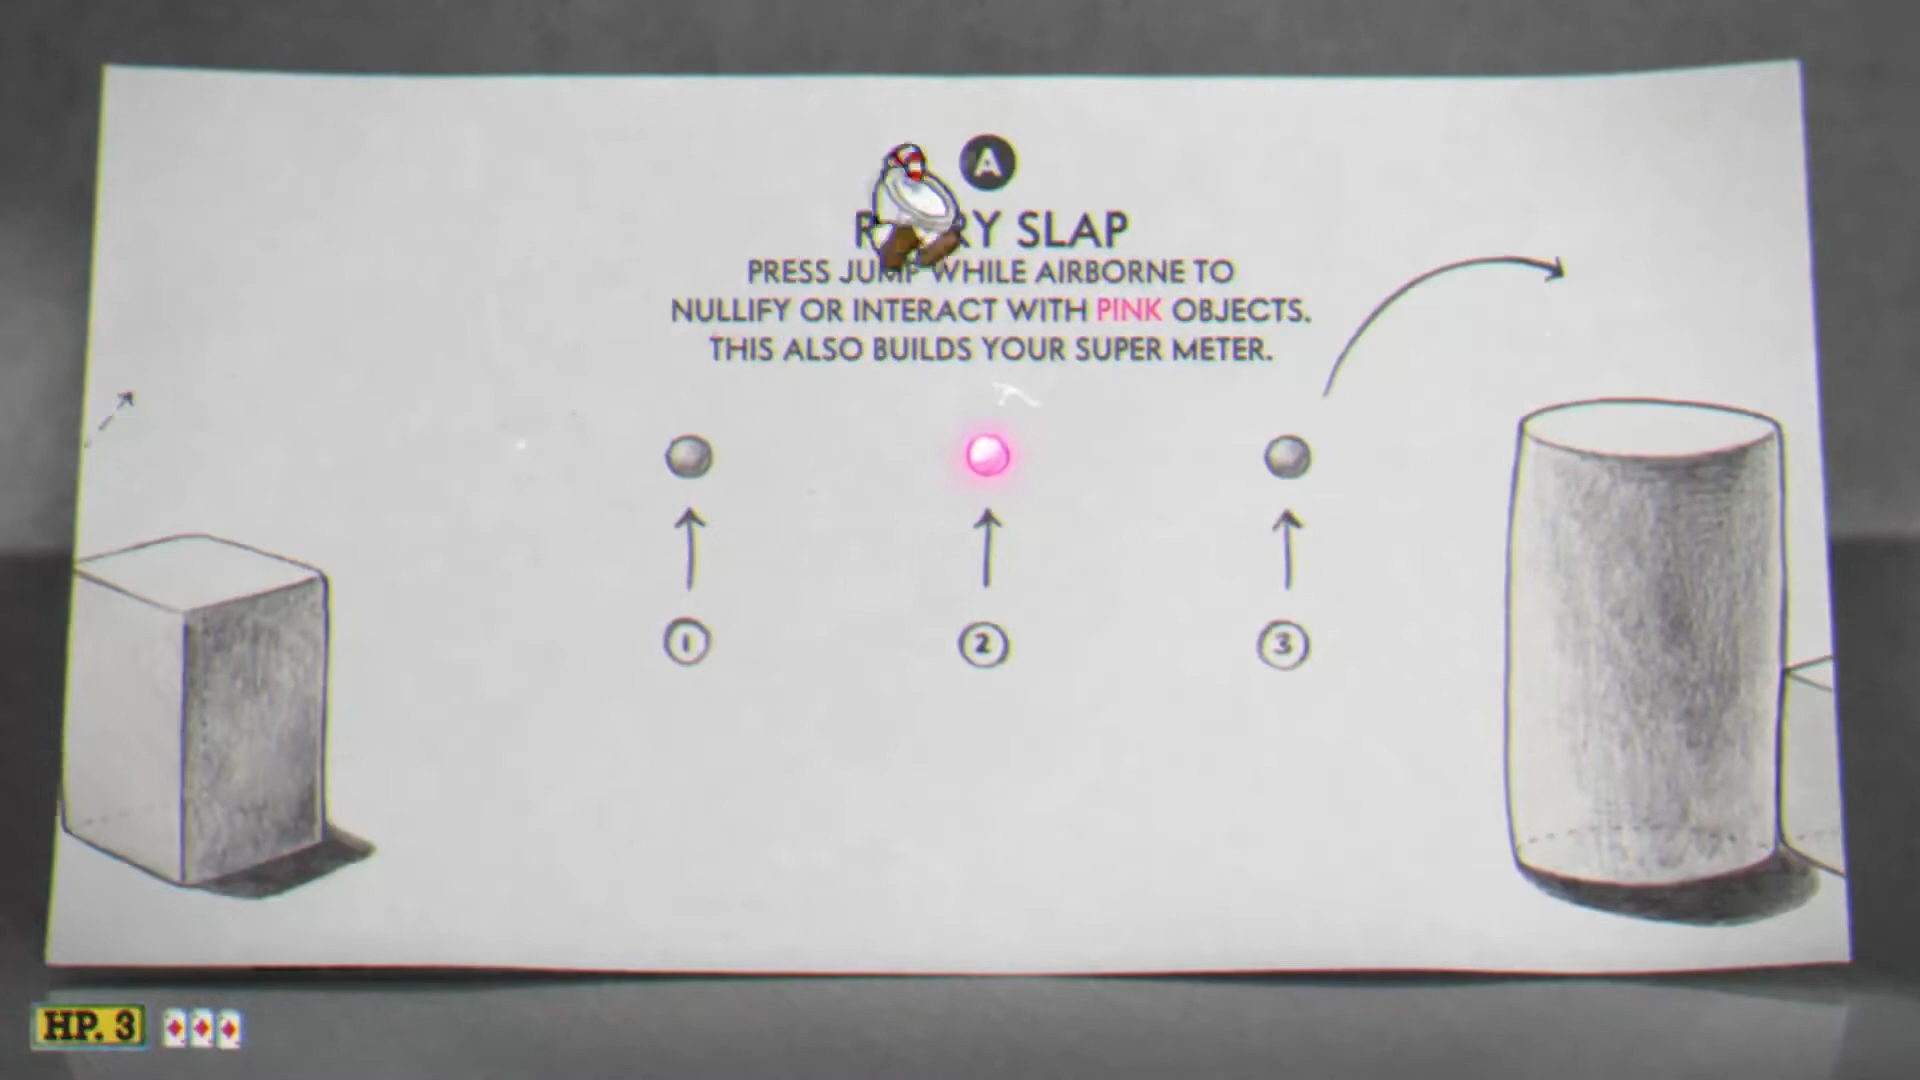 A
SLAP
PRESS JUMP WHILE AIRBORNE TO
NULLIFY OR INTERACT WITH PINK OBJECTS.
THIS ALSO BUILDS YOUR SUPER METER.
1 2 3
HP. 3